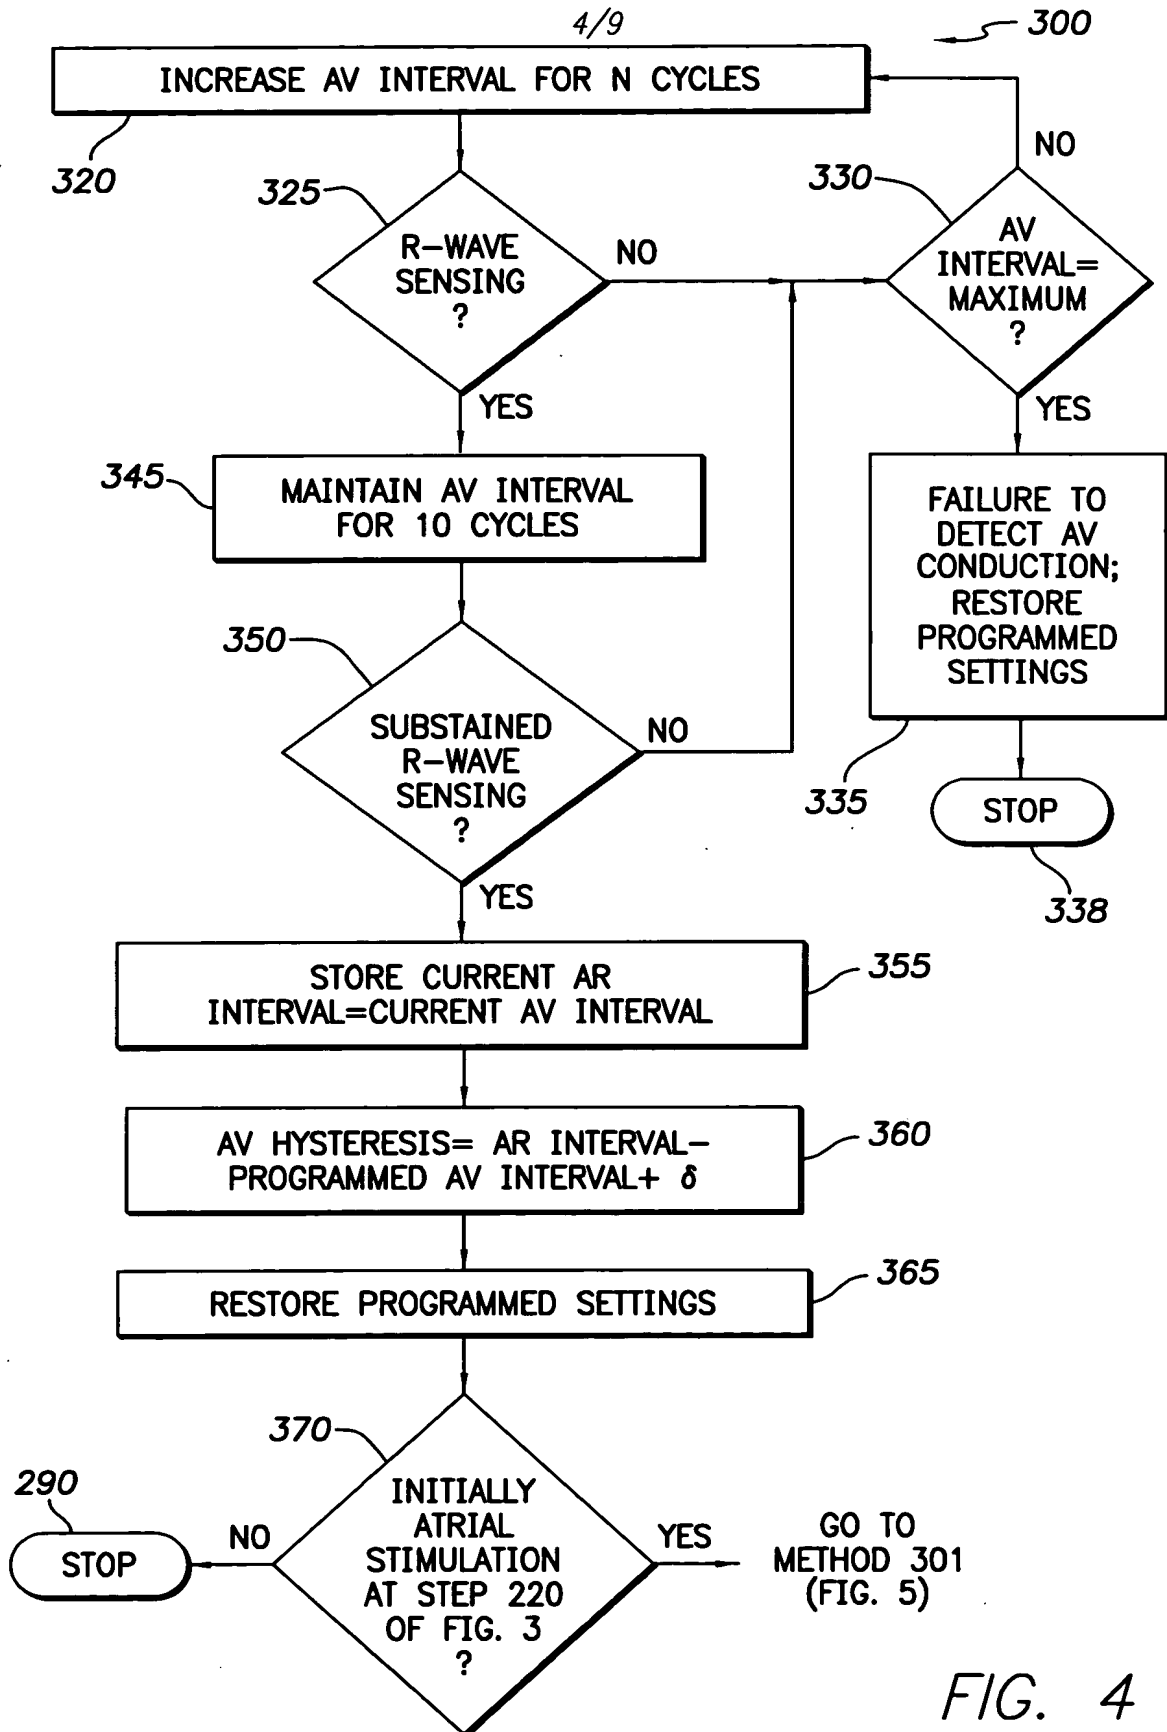 4/9
300
INCREASE AV INTERVAL FOR N CYCLES
320
NO
325
330
R-WAVE
SENSING
?
NO
AV
INTERVAL=
MAXIMUM
?
YES
YES
345
MAINTAIN AV INTERVAL
FOR 10 CYCLES
FAILURE TO
DETECT AV
CONDUCTION;
RESTORE
PROGRAMMED
SETTINGS
350
SUBSTAINED
R-WAVE
SENSING
?
NO
335
STOP
338
YES
STORE CURRENT AR
INTERVAL=CURRENT AV INTERVAL
355
AV HYSTERESIS= AR INTERVAL-
PROGRAMMED AV INTERVAL+ δ
360
RESTORE PROGRAMMED SETTINGS
365
370
INITIALLY
ATRIAL
STIMULATION
AT STEP 220
OF FIG. 3
?
290
NO
STOP
YES
GO TO
METHOD 301
(FIG. 5)
FIG. 4